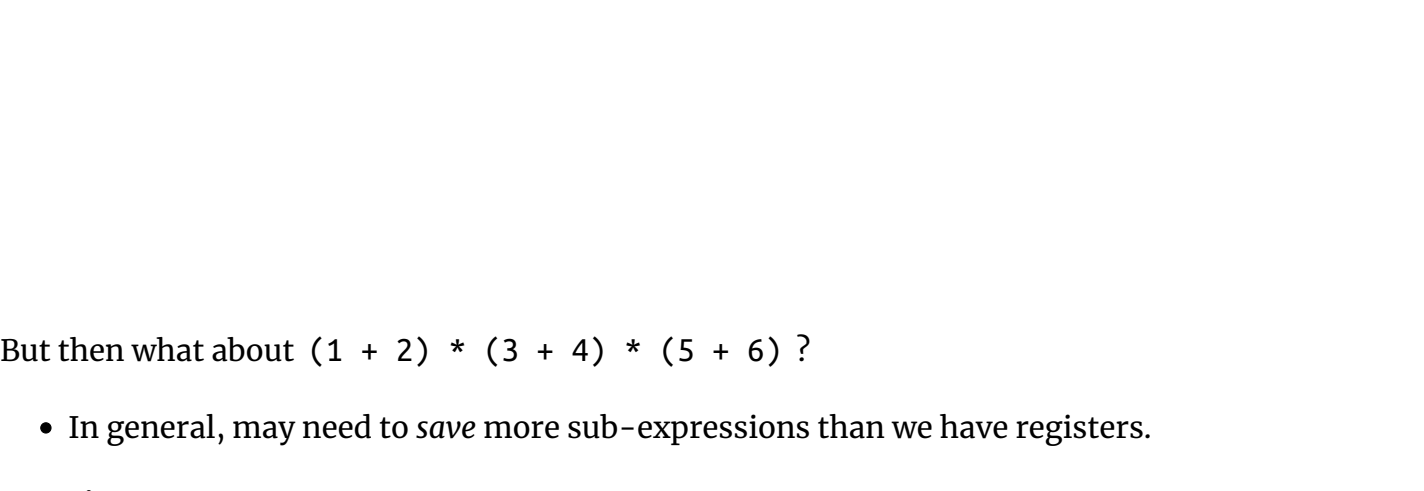 But then what about (1 + 2) * (3 + 4) * (5 + 6) ?
• In general, may need to save more sub-expressions than we have registers.